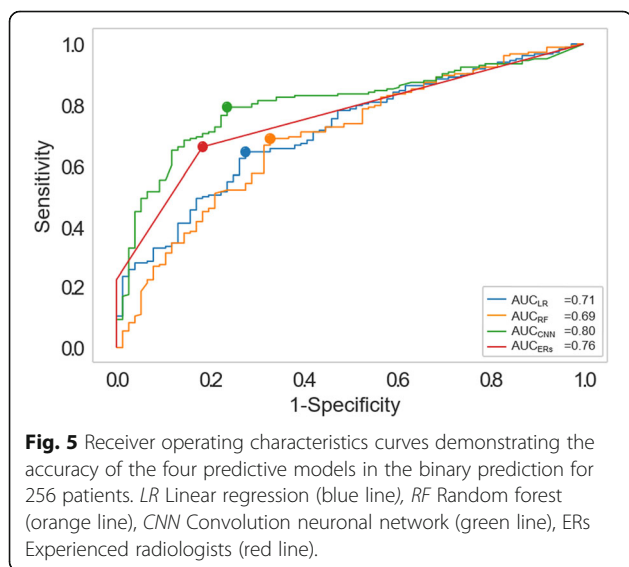 1.0
0.8
0.6
0.4
0.2
0.0
Sensitivity
AUCLR =0.71
AUCRF =0.69
AUCCNN =0.80
AUCERs =0.76
0.0 0.2 0.4 0.6 0.8 1.0
1-Specificity
Fig. 5 Receiver operating characteristics curves demonstrating the
accuracy of the four predictive models in the binary prediction for
256 patients. LR Linear regression (blue line), RF Random forest
(orange line), CNN Convolution neuronal network (green line), ERs
Experienced radiologists (red line).